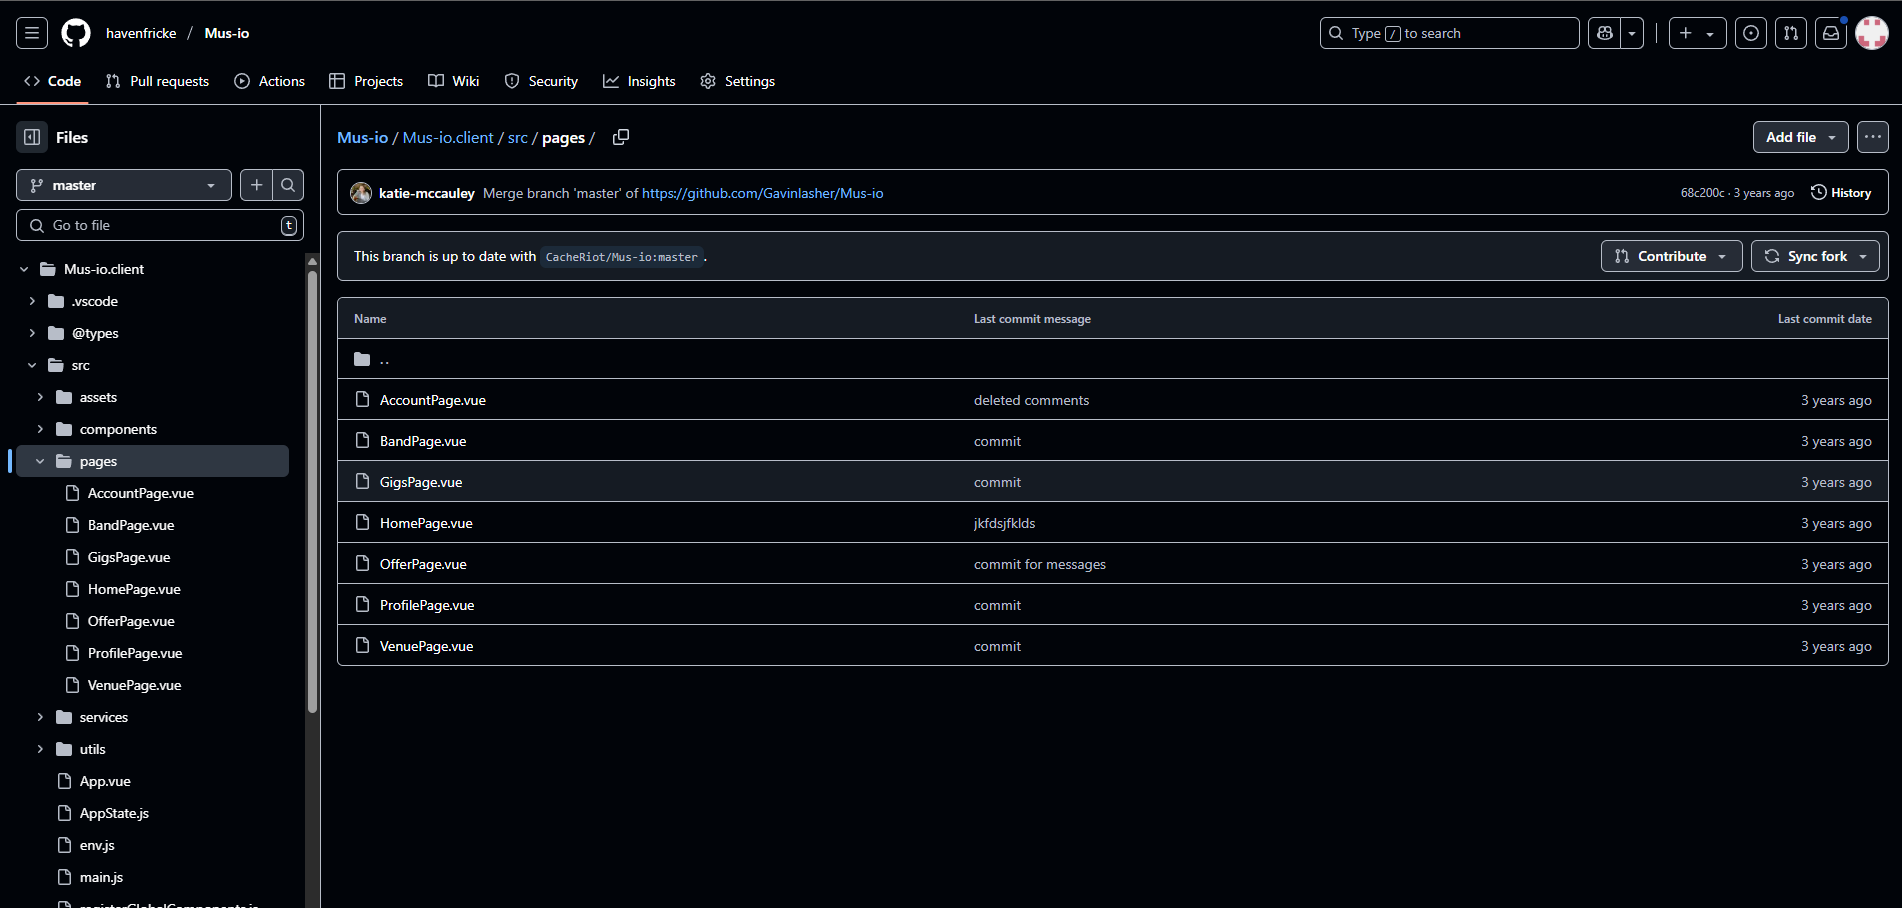 havenfricke / Mus-io
Type / to search
Code
Pull requests
Actions
Projects
Wiki
Security
Insights
Settings
Files
master
Go to file
t
Mus-io.client
.vscode
@types
src
assets
components
pages
AccountPage.vue
BandPage.vue
GigsPage.vue
HomePage.vue
OfferPage.vue
ProfilePage.vue
VenuePage.vue
services
utils
App.vue
AppState.js
env.js
main.js
registerGlobalComponents.js
Mus-io / Mus-io.client / src / pages /
Add file
katie-mccauley Merge branch 'master' of https://github.com/Gavinlasher/Mus-io
68c200c · 3 years ago
History
This branch is up to date with CacheRiot/Mus-io:master .
Contribute
Sync fork
Name Last commit message Last commit date
..
AccountPage.vue deleted comments 3 years ago
BandPage.vue commit 3 years ago
GigsPage.vue commit 3 years ago
HomePage.vue jkfdsjfklds 3 years ago
OfferPage.vue commit for messages 3 years ago
ProfilePage.vue commit 3 years ago
VenuePage.vue commit 3 years ago